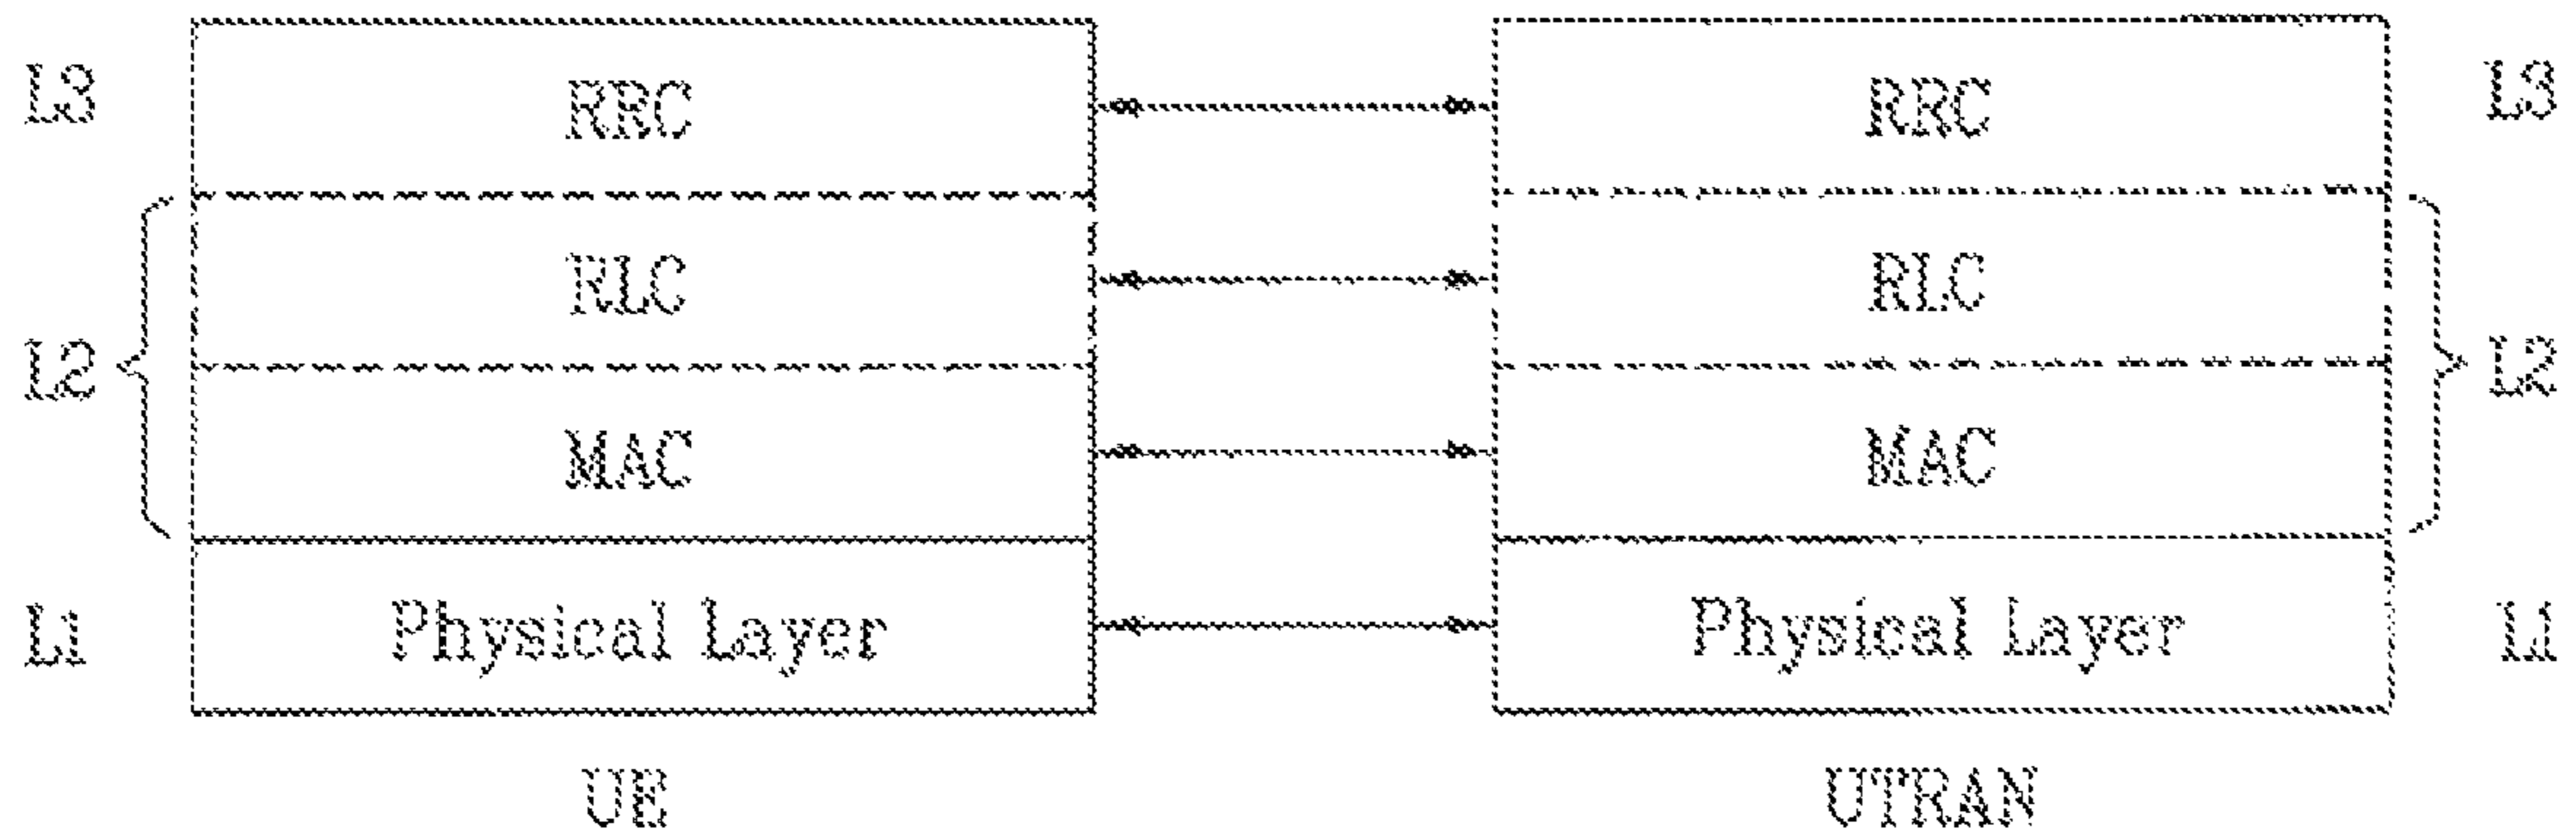 L3 RRC RRC L3
RLC RLC
L2 L2
MAC MAC
L1 Physical Layer Physical Layer L1
UE UTRAN